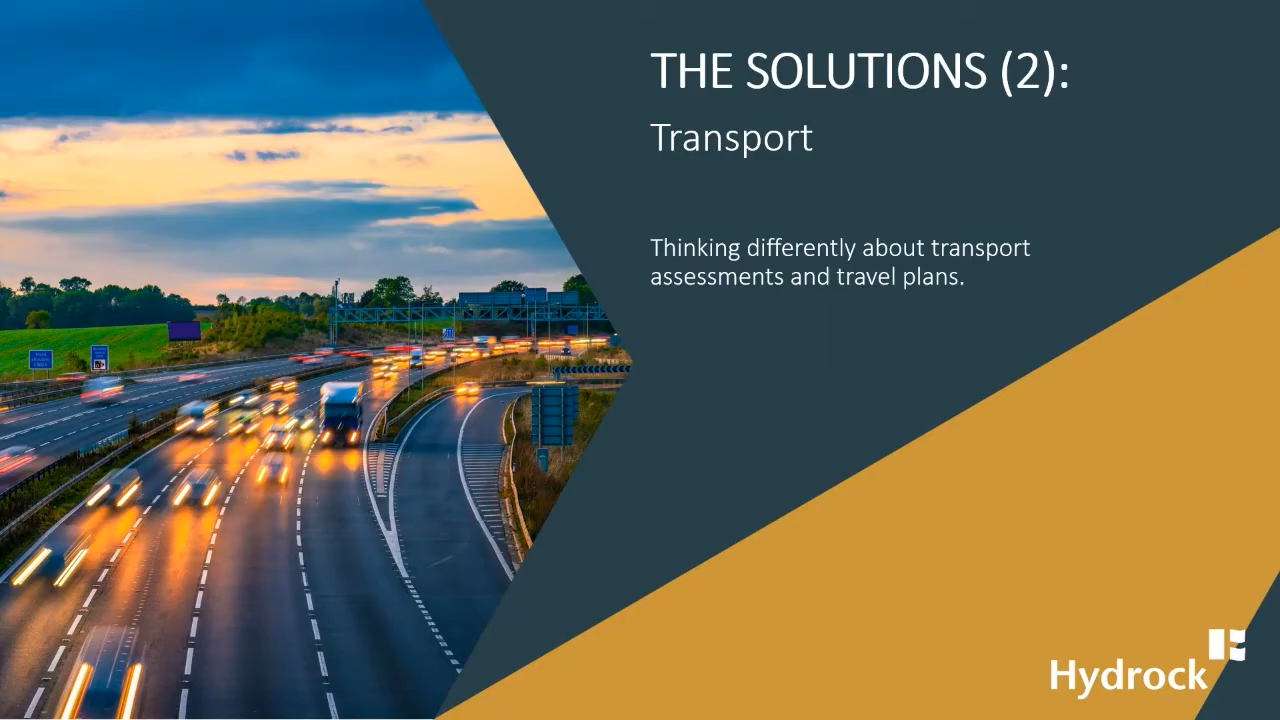 THE SOLUTIONS (2):
Transport
Thinking differently about transport
assessments and travel plans.
Hydrock